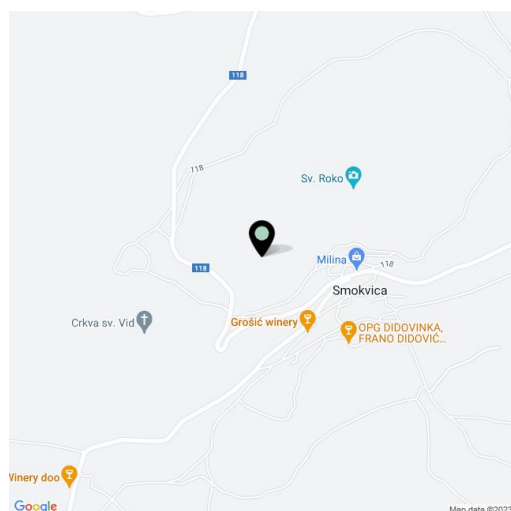 118
118
Sv. Roko
Milina
118
118
Smokvica
Crkva sv. Vid
Grošić winery
OPG DIDOVINKA,
FRANO DIDOVIĆ...
Winery doo
Google
Map data ©2023